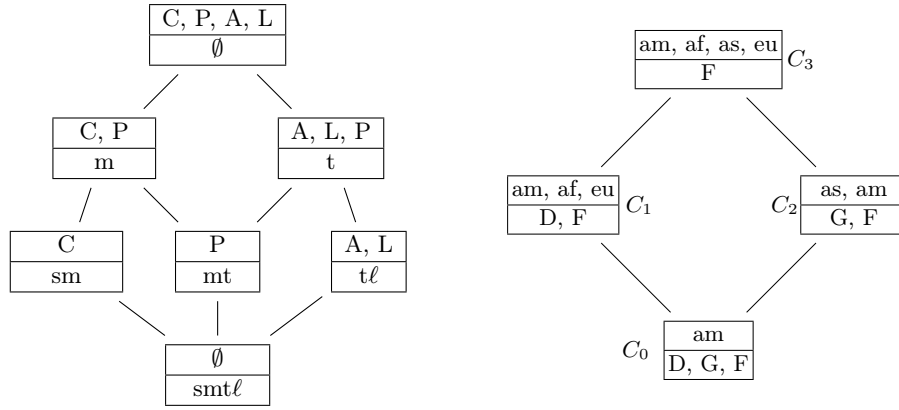 C, P, A, L
∅
C, P
m
A, L, P
t
C
sm
P
mt
A, L
tℓ
∅
smtℓ
am, af, as, eu
F
C₃
am, af, eu
D, F
C₁
as, am
G, F
C₂
am
D, G, F
C₀